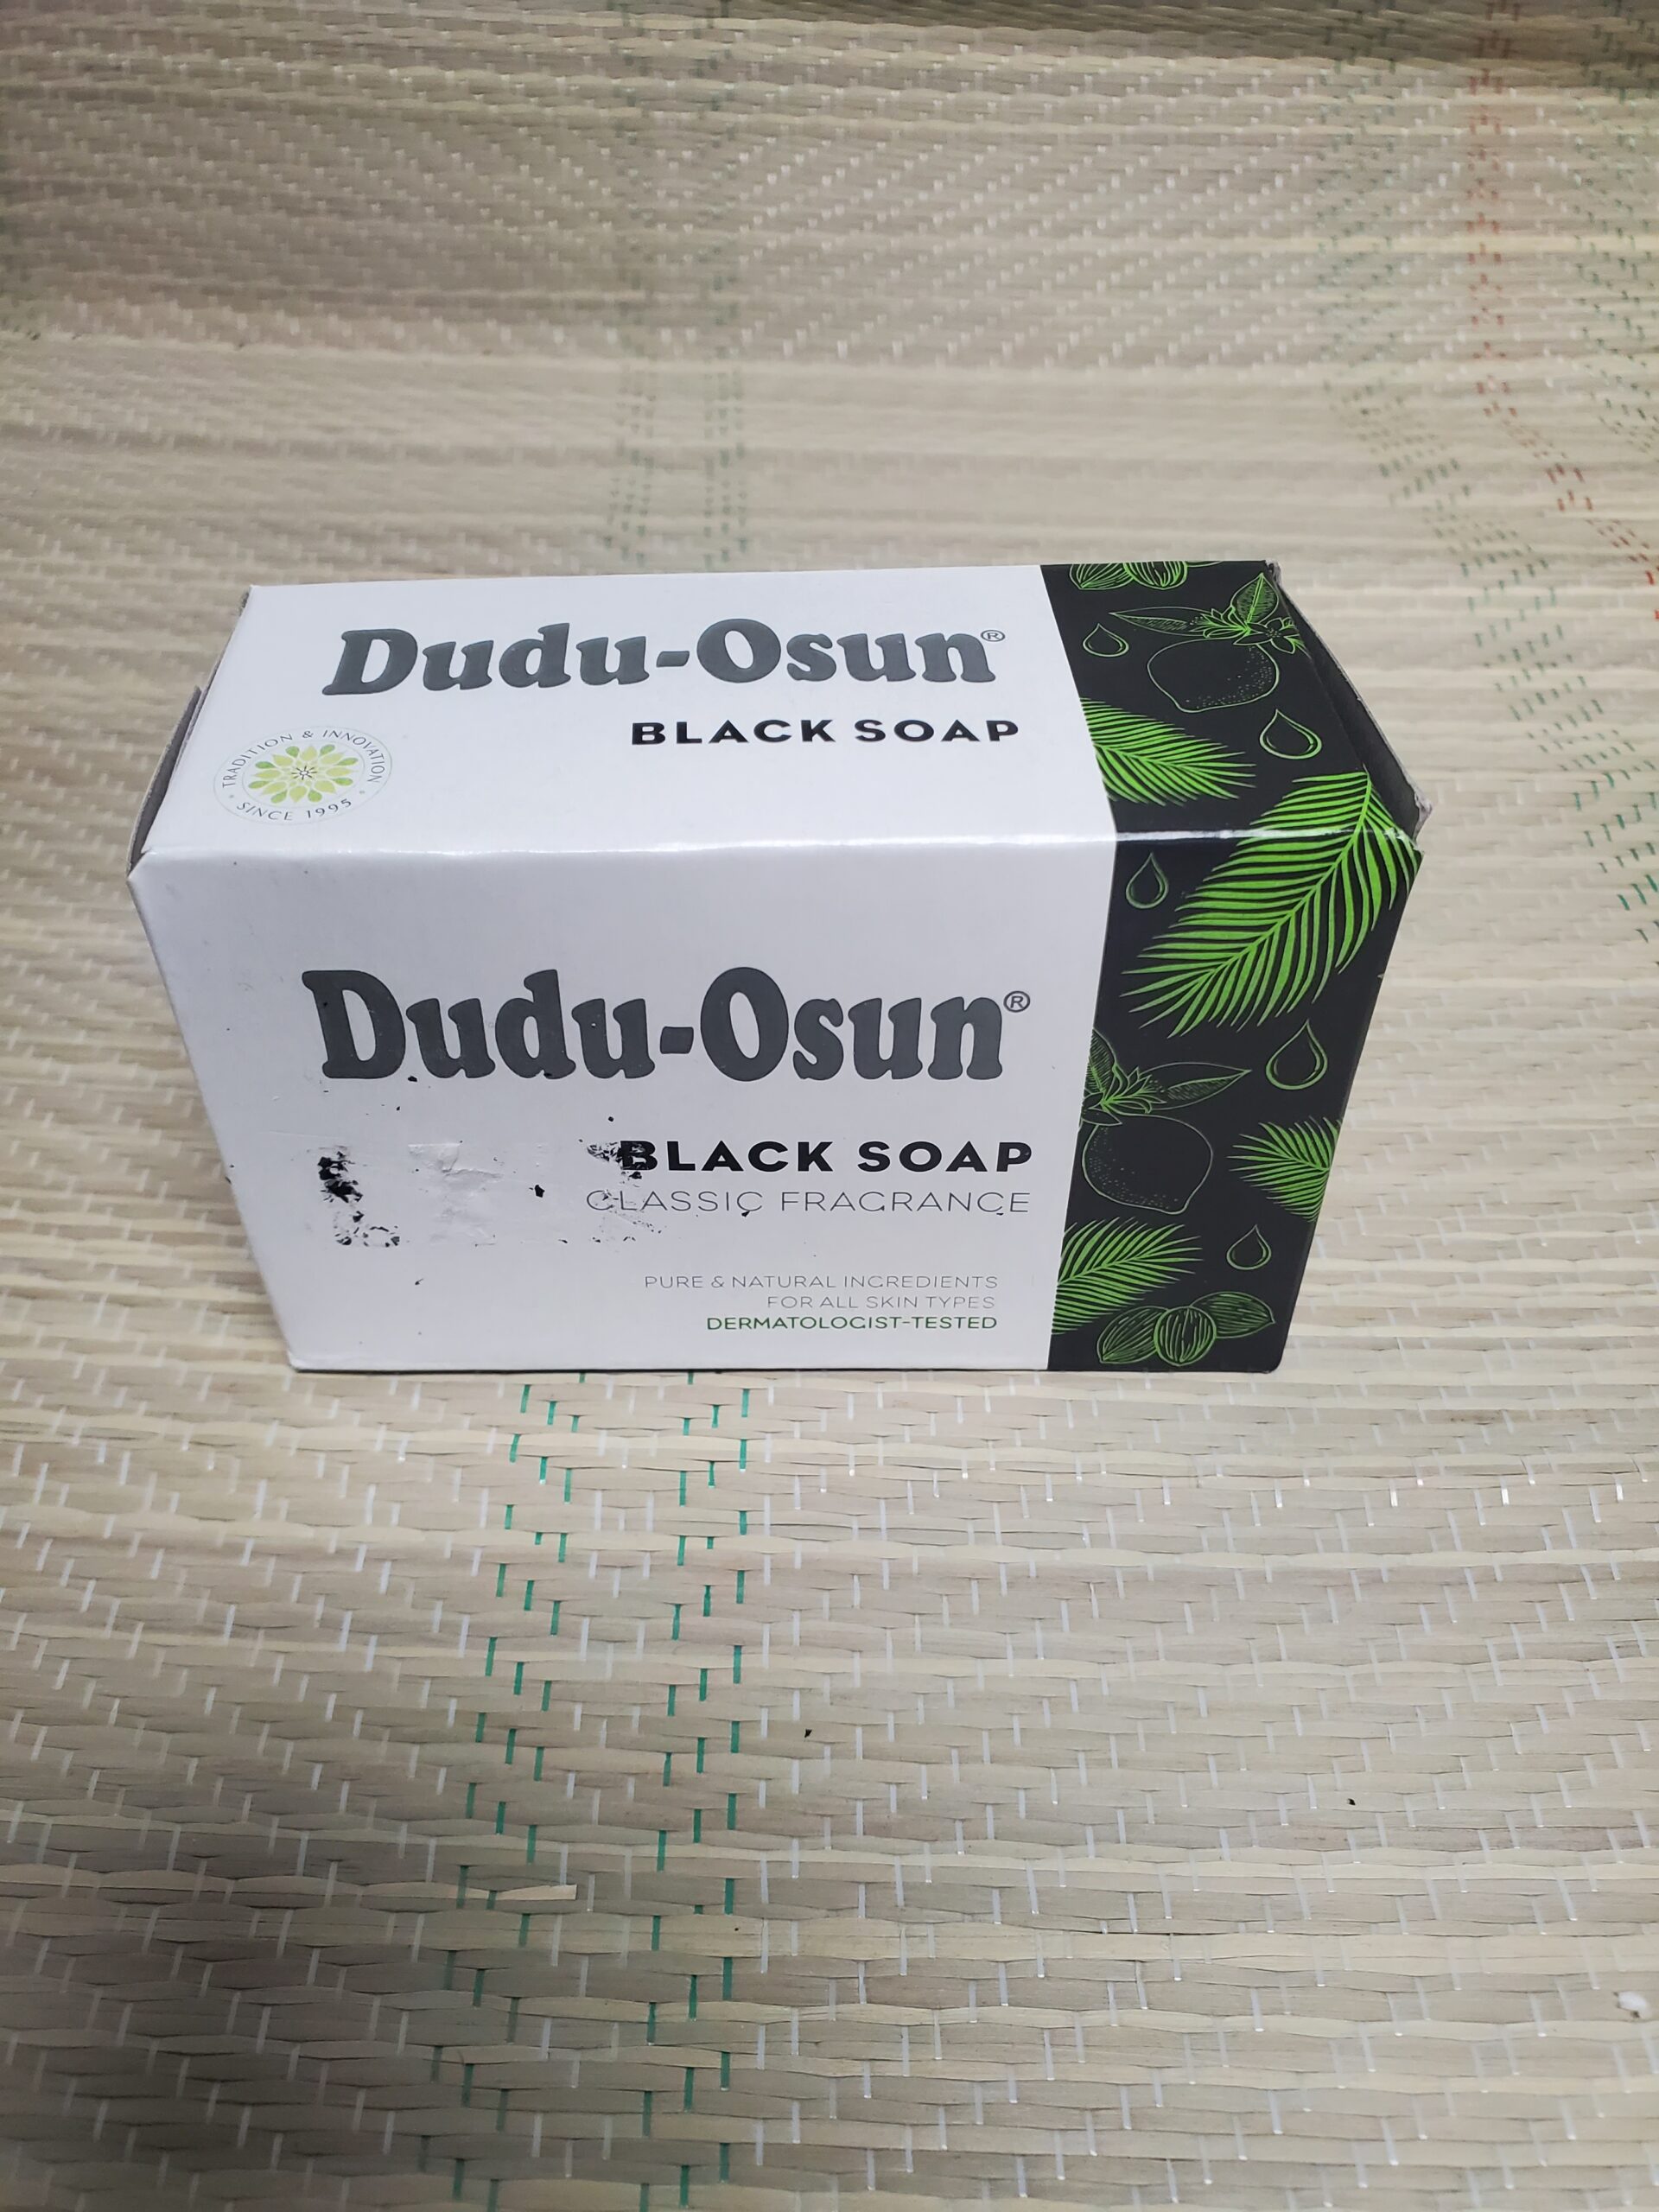 Dudu-Osun®
BLACK SOAP
TRADITION & INNOVATION
SINCE 1995
Dudu-Osun®
BLACK SOAP
CLASSIC FRAGRANCE
PURE & NATURAL INGREDIENTS
FOR ALL SKIN TYPES
DERMATOLOGIST-TESTED